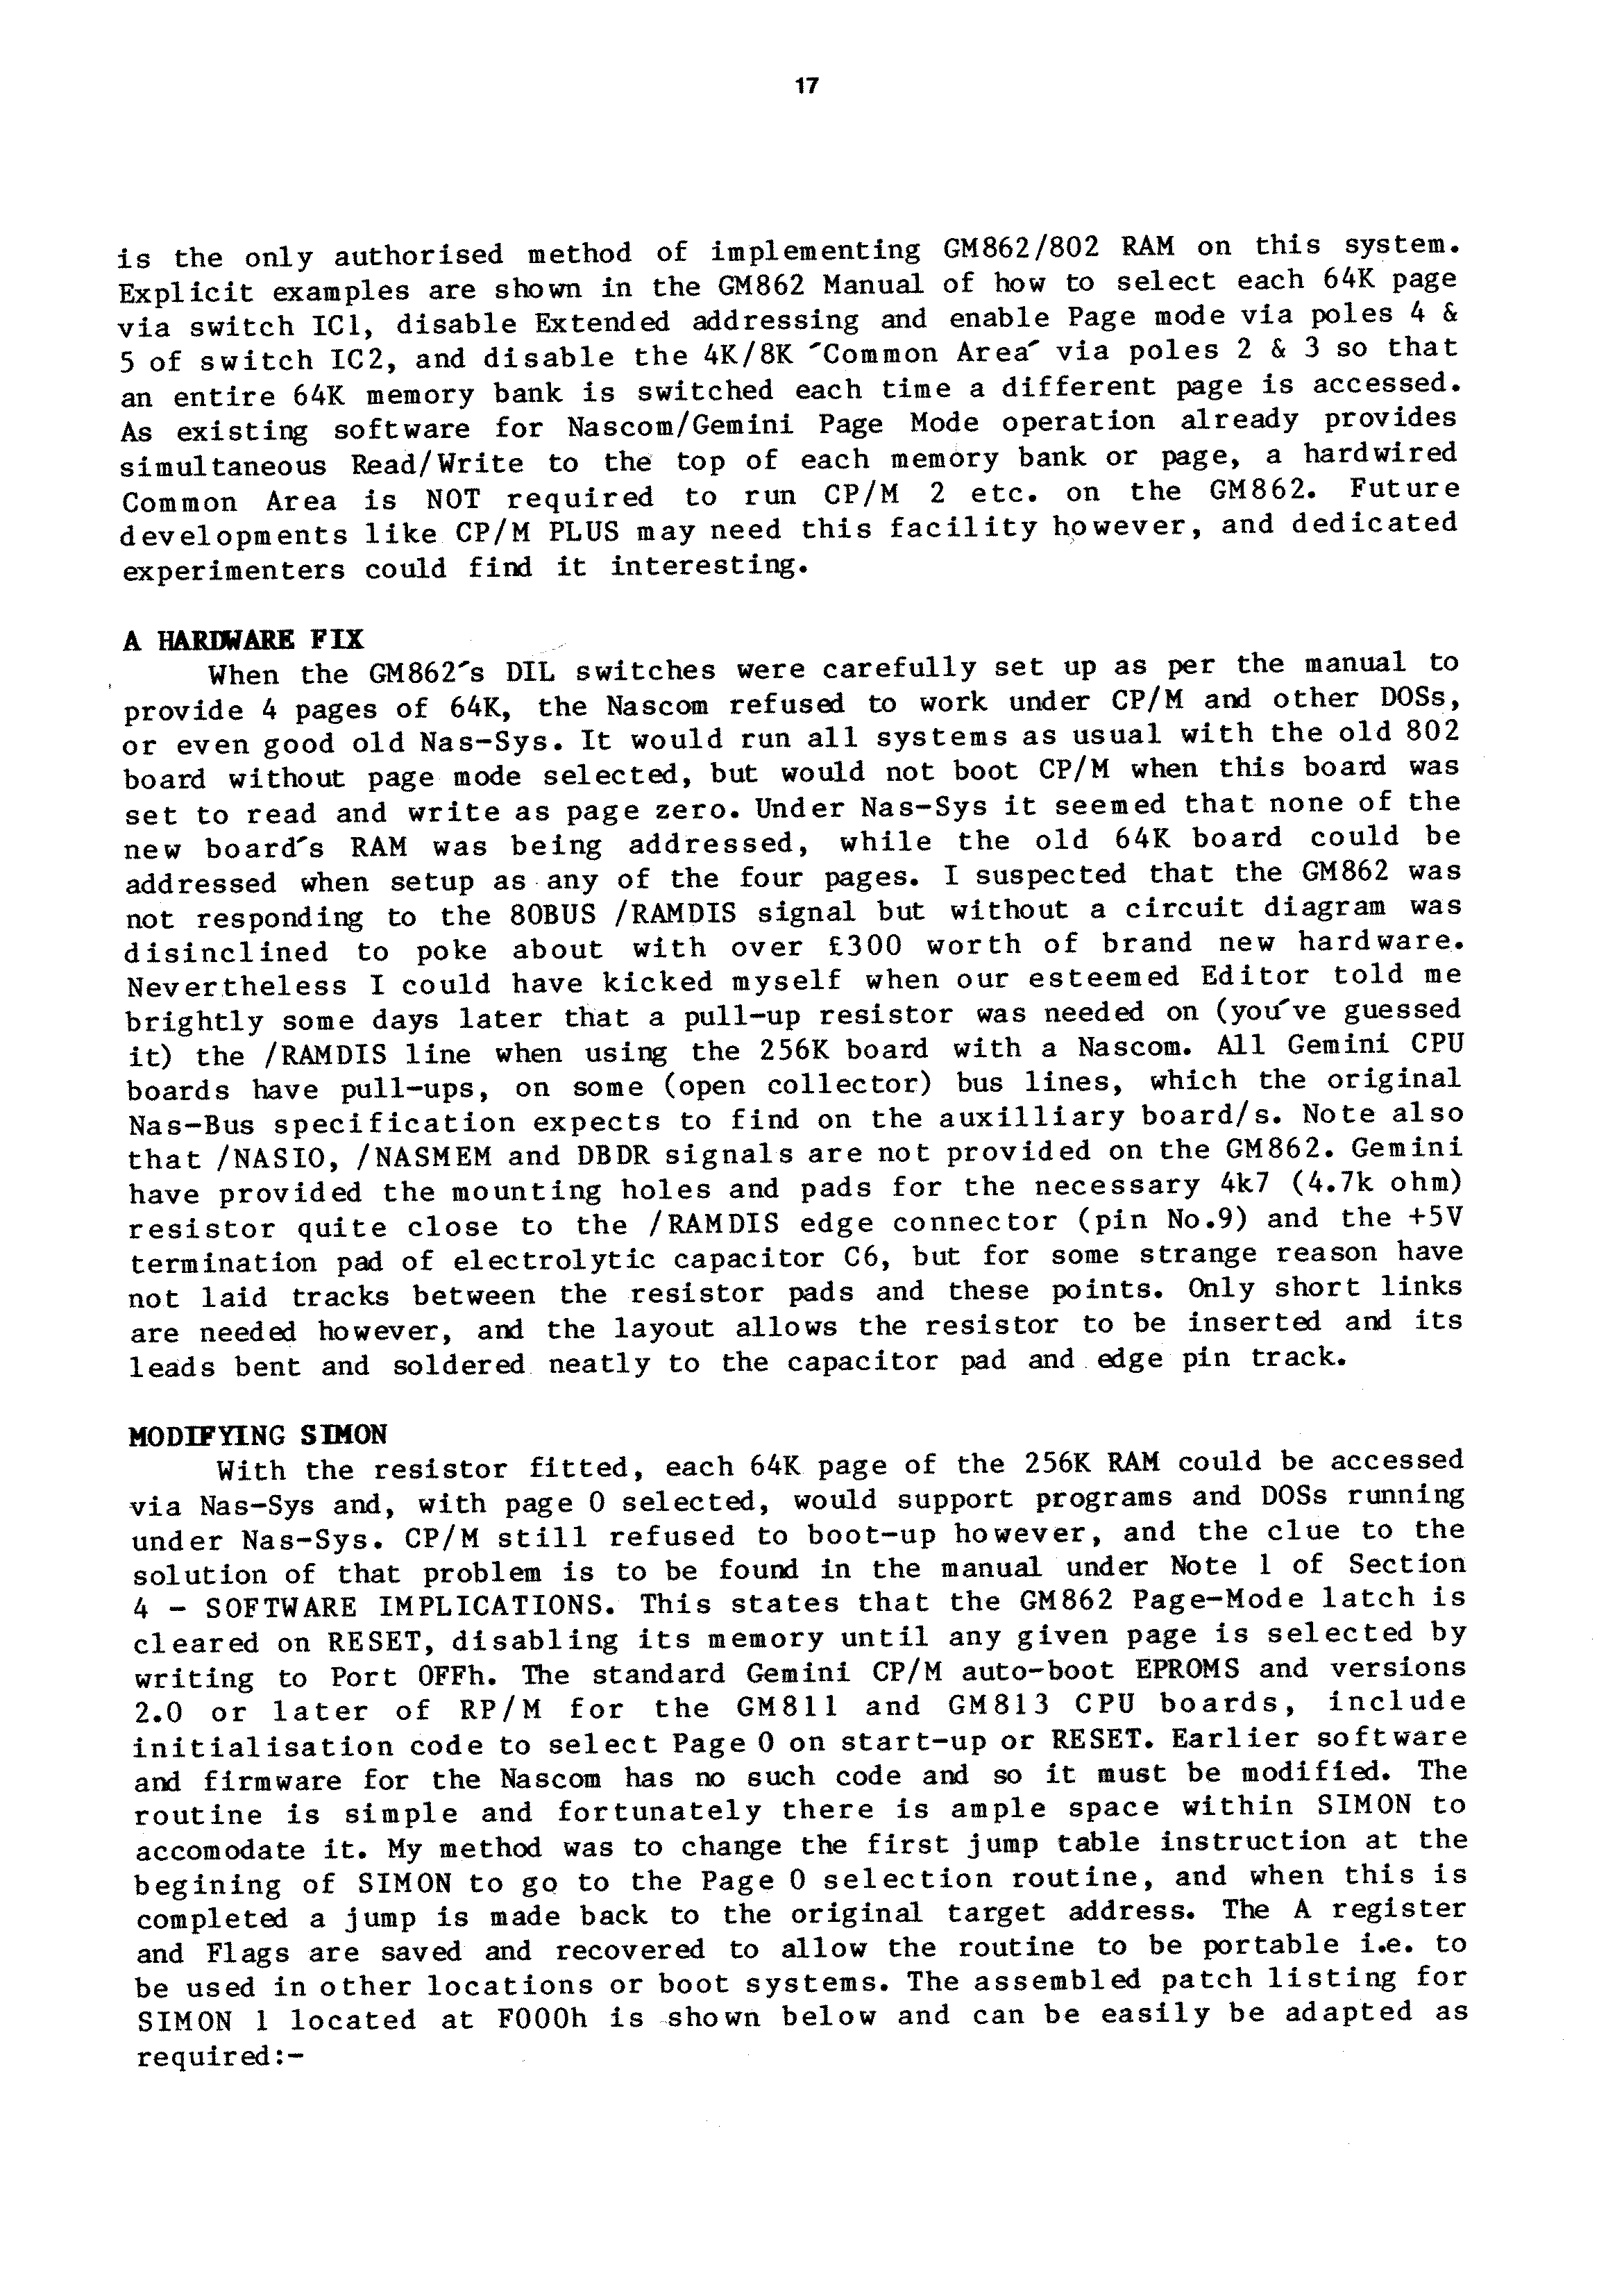 17
is the only authorised method of implementing GM862/802 RAM on this system.
Explicit examples are shown in the GM862 Manual of how to select each 64K page
via switch IC1, disable Extended addressing and enable Page mode via poles 4 &
5 of switch IC2, and disable the 4K/8K ´Common Area´ via poles 2 & 3 so that
an entire 64K memory bank is switched each time a different page is accessed.
As existing software for Nascom/Gemini Page Mode operation already provides
simultaneous Read/Write to the top of each memory bank or page, a hardwired
Common Area is NOT required to run CP/M 2 etc. on the GM862. Future
developments like CP/M PLUS may need this facility however, and dedicated
experimenters could find it interesting.
A HARDWARE FIX
When the GM862´s DIL switches were carefully set up as per the manual to
provide 4 pages of 64K, the Nascom refused to work under CP/M and other DOSs,
or even good old Nas-Sys. It would run all systems as usual with the old 802
board without page mode selected, but would not boot CP/M when this board was
set to read and write as page zero. Under Nas-Sys it seemed that none of the
new board´s RAM was being addressed, while the old 64K board could be
addressed when setup as any of the four pages. I suspected that the GM862 was
not responding to the 80BUS /RAMDIS signal but without a circuit diagram was
disinclined to poke about with over £300 worth of brand new hardware.
Nevertheless I could have kicked myself when our esteemed Editor told me
brightly some days later that a pull-up resistor was needed on (you´ve guessed
it) the /RAMDIS line when using the 256K board with a Nascom. All Gemini CPU
boards have pull-ups, on some (open collector) bus lines, which the original
Nas-Bus specification expects to find on the auxilliary board/s. Note also
that /NASIO, /NASMEM and DBDR signals are not provided on the GM862. Gemini
have provided the mounting holes and pads for the necessary 4k7 (4.7k ohm)
resistor quite close to the /RAMDIS edge connector (pin No.9) and the +5V
termination pad of electrolytic capacitor C6, but for some strange reason have
not laid tracks between the resistor pads and these points. Only short links
are needed however, and the layout allows the resistor to be inserted and its
leads bent and soldered neatly to the capacitor pad and edge pin track.
MODIFYING SIMON
With the resistor fitted, each 64K page of the 256K RAM could be accessed
via Nas-Sys and, with page 0 selected, would support programs and DOSs running
under Nas-Sys. CP/M still refused to boot-up however, and the clue to the
solution of that problem is to be found in the manual under Note 1 of Section
4 - SOFTWARE IMPLICATIONS. This states that the GM862 Page-Mode latch is
cleared on RESET, disabling its memory until any given page is selected by
writing to Port 0FFh. The standard Gemini CP/M auto-boot EPROMS and versions
2.0 or later of RP/M for the GM811 and GM813 CPU boards, include
initialisation code to select Page 0 on start-up or RESET. Earlier software
and firmware for the Nascom has no such code and so it must be modified. The
routine is simple and fortunately there is ample space within SIMON to
accomodate it. My method was to change the first jump table instruction at the
begining of SIMON to go to the Page 0 selection routine, and when this is
completed a jump is made back to the original target address. The A register
and Flags are saved and recovered to allow the routine to be portable i.e. to
be used in other locations or boot systems. The assembled patch listing for
SIMON 1 located at F000h is shown below and can be easily be adapted as
required:-